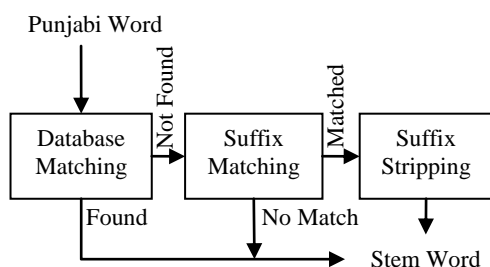 Punjabi Word
Not Found
Matched
Database
Matching
Suffix
Matching
Suffix
Stripping
Found
No Match
Stem Word